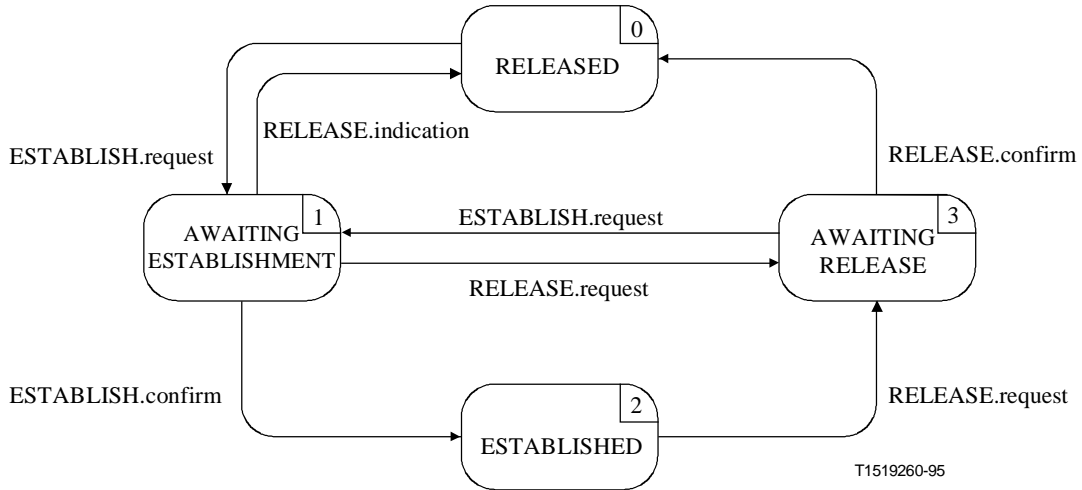 0
RELEASED
RELEASE.indication
ESTABLISH.request
RELEASE.confirm
1
AWAITING
ESTABLISHMENT
ESTABLISH.request
3
AWAITING
RELEASE
RELEASE.request
ESTABLISH.confirm
2
ESTABLISHED
RELEASE.request
T1519260-95